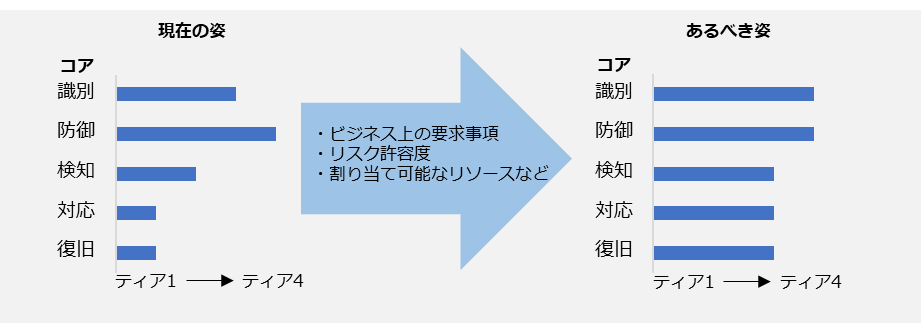 現在の姿
コア
識別
防御
検知
対応
復旧
ティア1
ティア4
・ビジネス上の要求事項
・リスク許容度
・割り当て可能なリソースなど
あるべき姿
コア
識別
防御
検知
対応
復旧
ティア1
ティア4